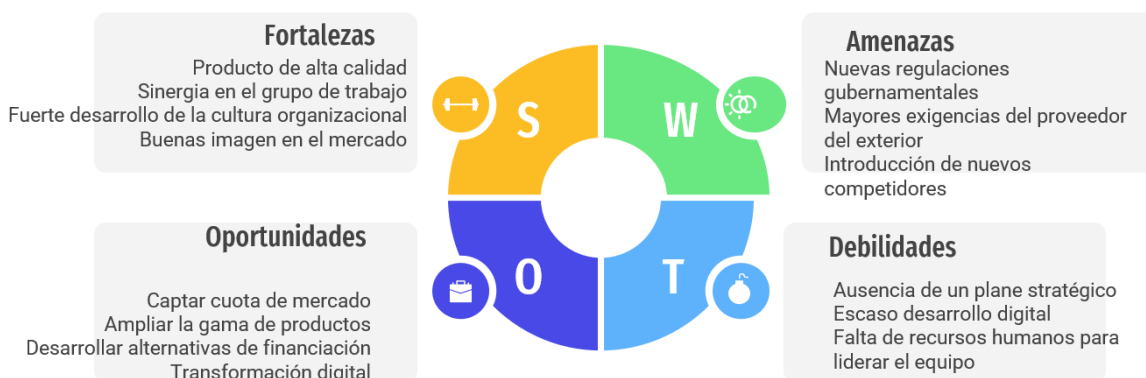 Fortalezas
Producto de alta calidad
Sinergia en el grupo de trabajo
Fuerte desarrollo de la cultura organizacional
Buenas imagen en el mercado
S
W
Amenazas
Nuevas regulaciones
gubernamentales
Mayores exigencias del proveedor
del exterior
Introducción de nuevos
competidores
Oportunidades
Captar cuota de mercado
Ampliar la gama de productos
Desarrollar alternativas de financiación
Transformación digital
O
T
Debilidades
Ausencia de un plane stratégico
Escaso desarrollo digital
Falta de recursos humanos para
liderar el equipo